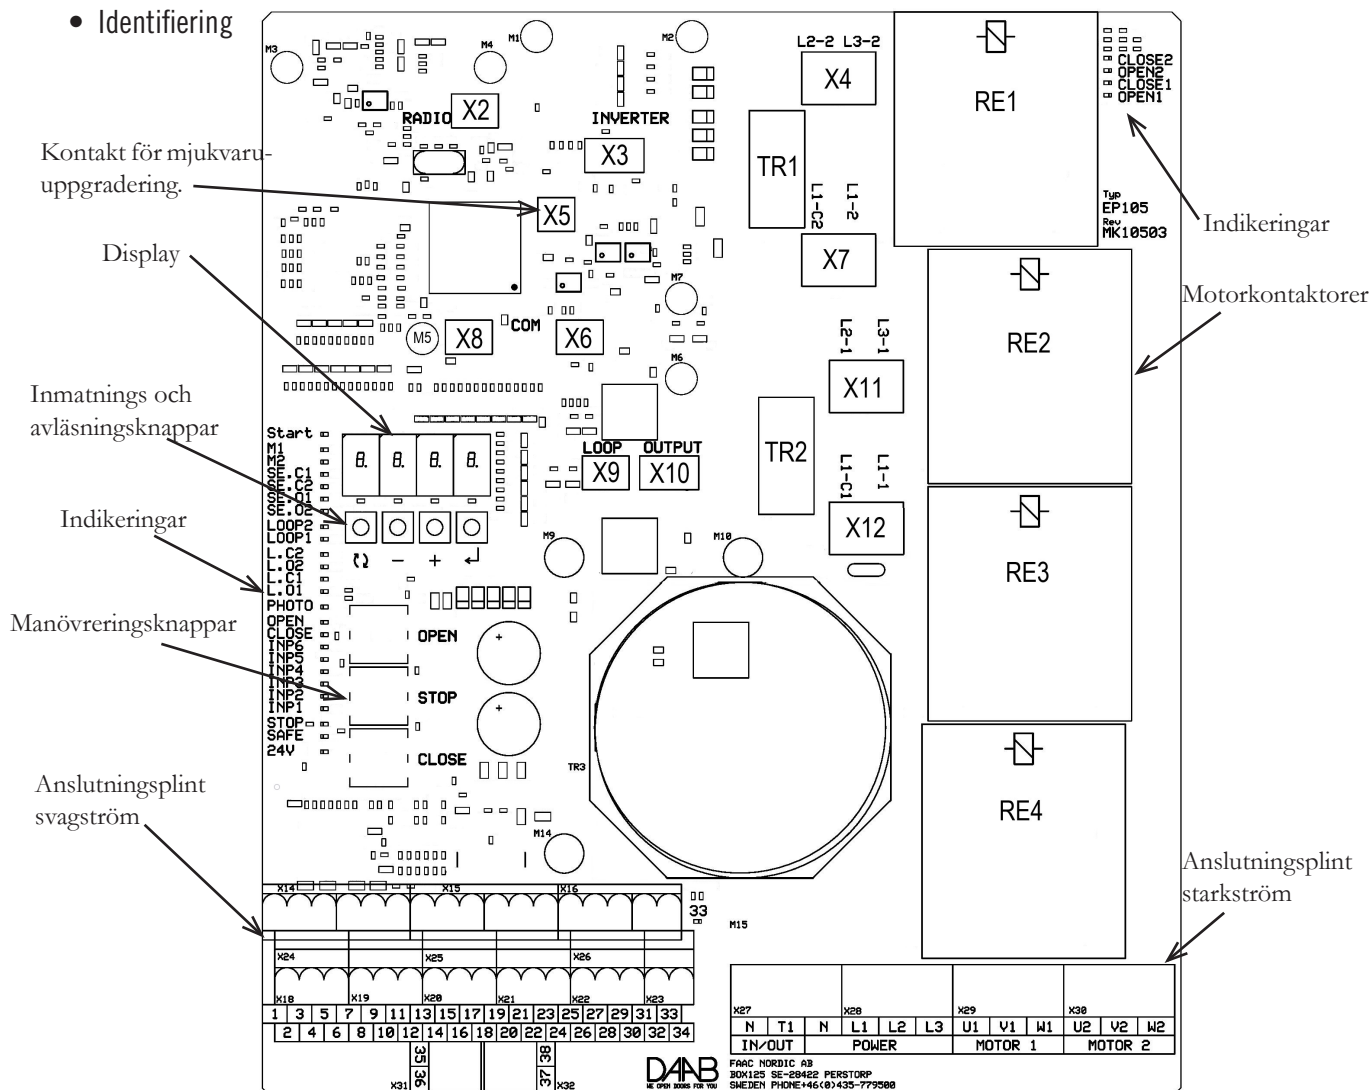 • Identifiering
M3
M4
M1
M2
L2-2 L3-2
X4
RE1
CLOSE2
OPEN2
CLOSE1
OPEN1
X2
RADIO
INVERTER
X3
TR1
Kontakt för mjukvaru-
uppgradering.
X5
L1-C2
L1-2
Typ
EP105
Rev
MK10503
Indikeringar
Display
X7
M7
RE2
Motorkontaktorer
M5
X8
COM
X6
L2-1
L3-1
M6
X11
Inmatnings och
avläsningsknappar
Start
M1
M2
SE.C1
SE.C2
SE.O1
SE.O2
LOOP2
LOOP1
L.C2
L.O2
L.C1
L.O1
PHOTO
OPEN
CLOSE
INP6
INP5
INP4
INP3
INP2
INP1
STOP
SAFE
24V
8. 8. 8. 8.
− +
LOOP OUTPUT
X9
X10
TR2
L1-C1
L1-1
X12
M9
M10
RE3
Indikeringar
Manövreringsknappar
OPEN
STOP
CLOSE
+
+
TR3
RE4
Anslutningsplint
svagström
M14
Anslutningsplint
starkström
X14
X15
X16
33
M15
X24
X25
X26
X18
X19
X20
X21
X22
X23
1 3 5 7 9 11 13 15 17 19 21 23 25 27 29 31 33
2 4 6 8 10 12 14 16 18 20 22 24 26 28 30 32 34
X31
35
36
37
38
X32
X27
X28
X29
X30
N T1 N L1 L2 L3 U1 V1 W1 U2 V2 W2
IN/OUT POWER MOTOR 1 MOTOR 2
DAAB
WE OPEN DOORS FOR YOU
FAAC NORDIC AB
BOX125 SE-28422 PERSTORP
SWEDEN PHONE+46(0)435-779500